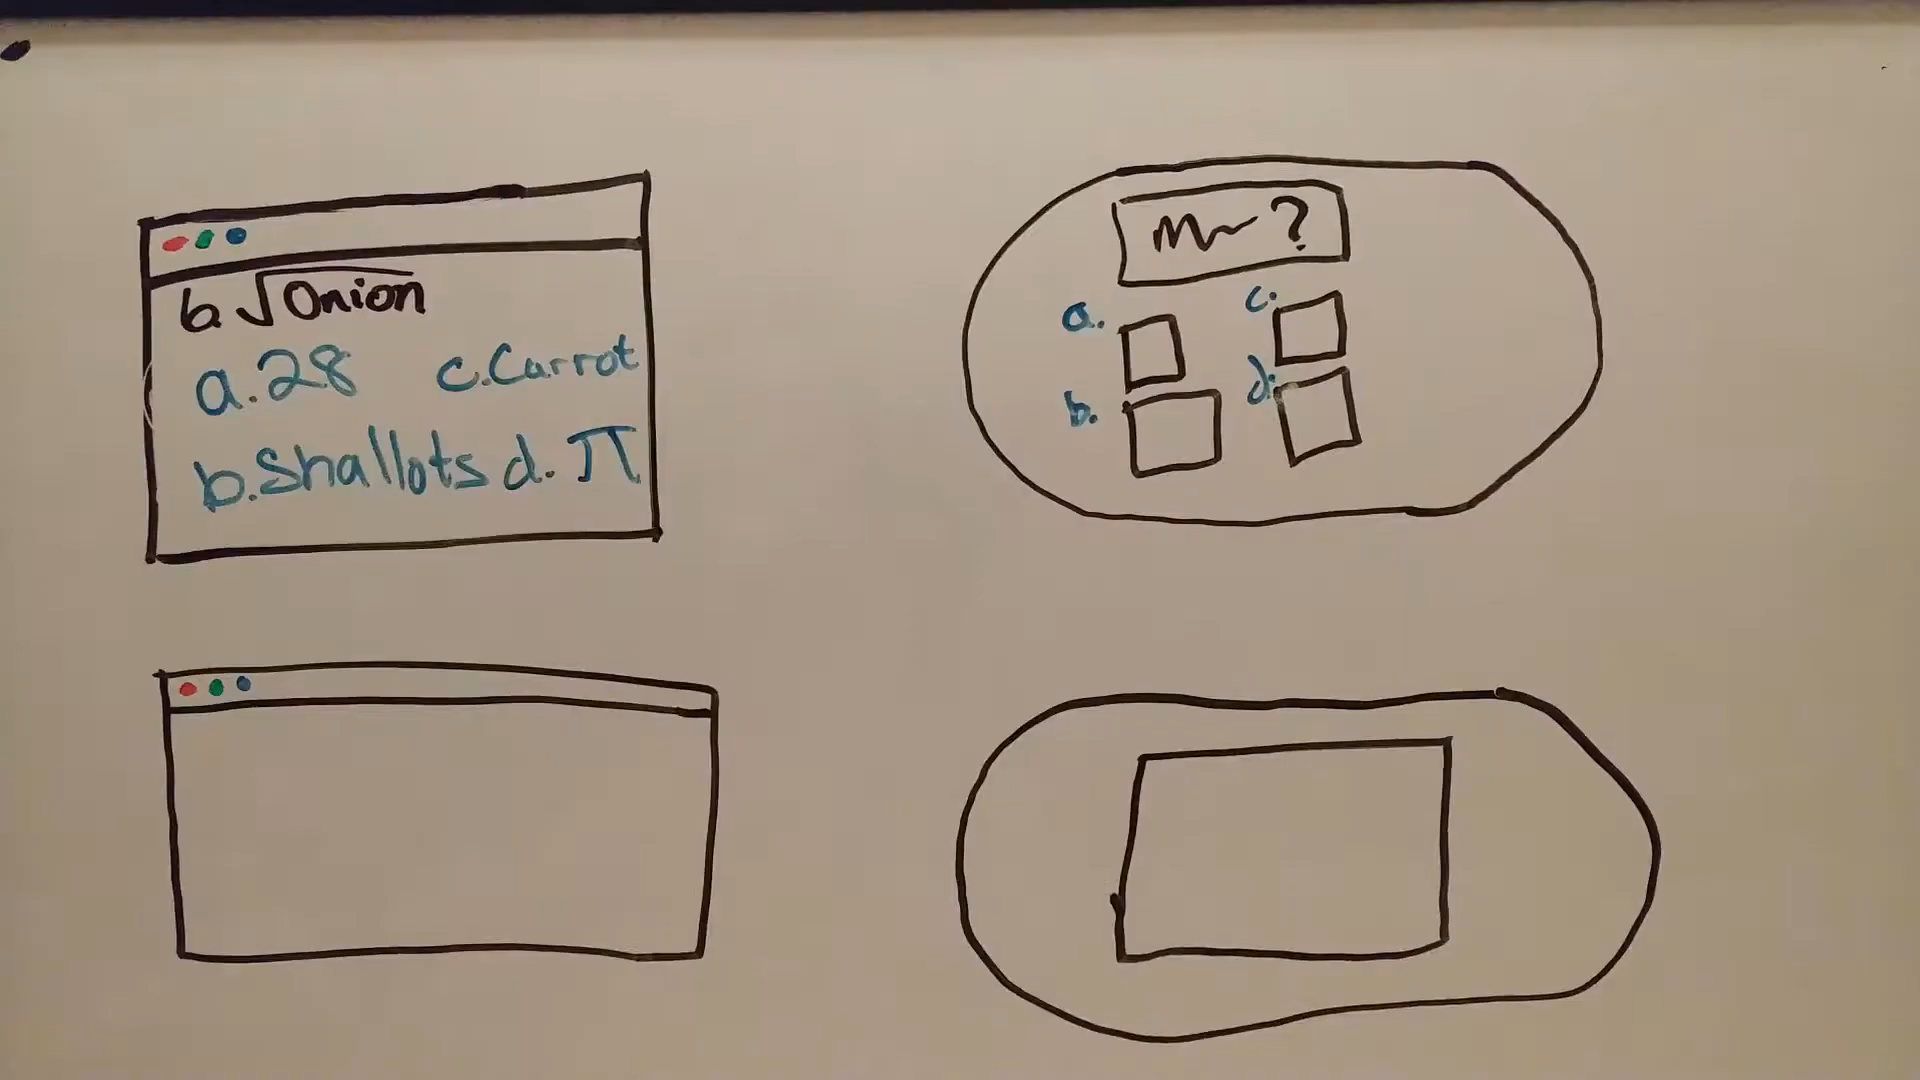 6. √Onion
a. 28 c. Carrot
b. Shallots d. π
?
a. c.
b. d.